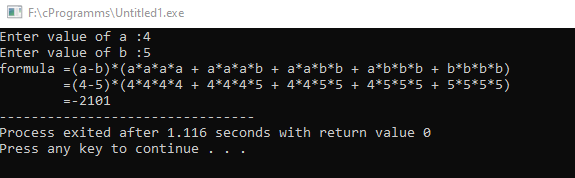 F:\cProgramms\Untitled1.exe
Enter value of a :4
Enter value of b :5
formula =(a-b)*(a*a*a*a + a*a*a*b + a*a*b*b + a*b*b*b + b*b*b*b)
=(4-5)*(4*4*4*4 + 4*4*4*5 + 4*4*5*5 + 4*5*5*5 + 5*5*5*5)
=-2101
--------------------------------
Process exited after 1.116 seconds with return value 0
Press any key to continue . . .